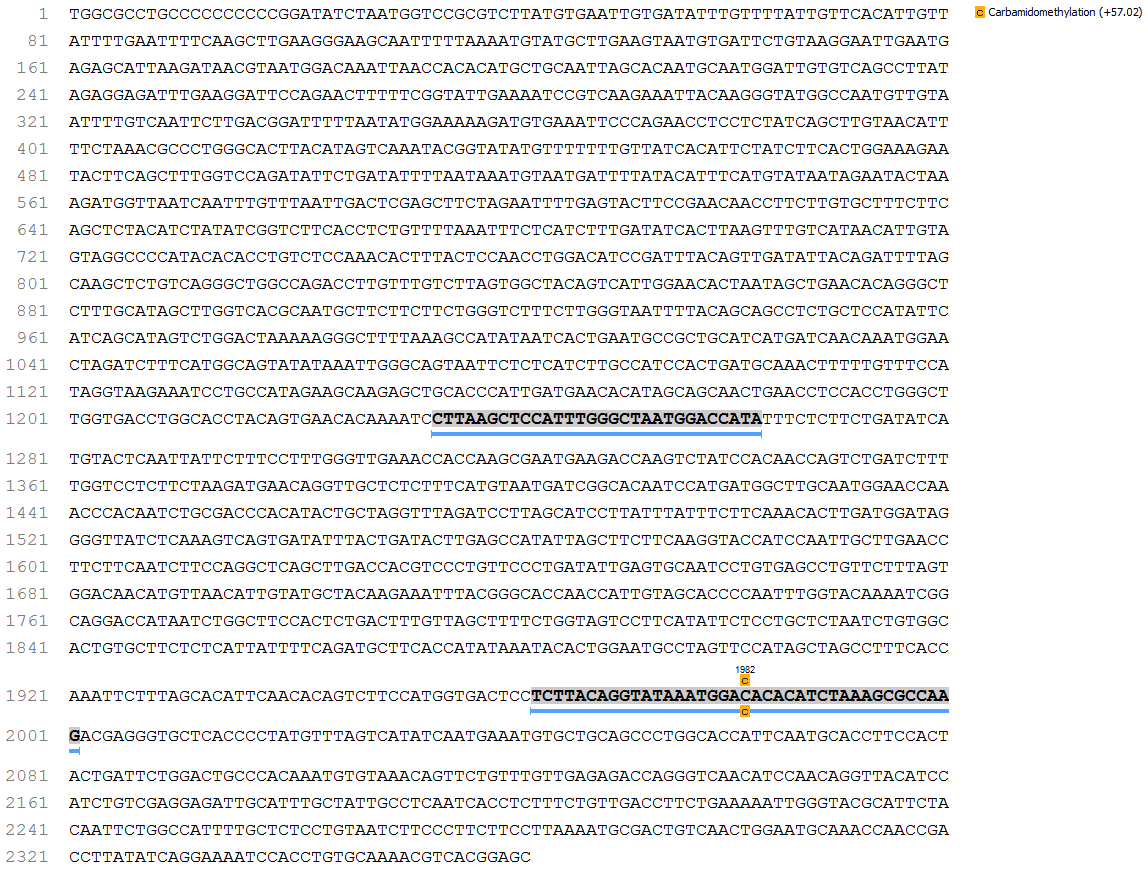 1 TGGCGCCTGCCCCCCCCCCCGGATATCTAATGGTCCGCGTCTTATGTGAATTGTGATATTTGTTTTATTGTTCACATTGTT
C Carbamidomethylation (+57.02)
81 ATTTTGAATTTTCAAGCTTGAAGGGAAGCAATTTTTAAAATGTATGCTTGAAGTAATGTGATTCTGTAAGGAATTGAATG
161 AGAGCATTAAGATAACGTAATGGACAAATTAACCACACATGCTGCAATTAGCACAATGCAATGGATTGTGTCAGCCTTAT
241 AGAGGAGATTTGAAGGATTCCAGAACTTTTTCGGTATTGAAAATCCGTCAAGAAATTACAAGGGTATGGCCAATGTTGTA
321 ATTTTGTCAATTCTTGACGGATTTTTAATATGGAAAAAGATGTGAAATTCCCAGAACCTCCTCTATCAGCTTGTAACATT
401 TTCTAAACGCCCTGGGCACTTACATAGTCAAATACGGTATATGTTTTTTTGTTATCACATTCTATCTTCACTGGAAAGAA
481 TACTTCAGCTTTGGTCCAGATATTCTGATATTTTAATAAATGTAATGATTTTATACATTTCATGTATAATAGAATACTAA
561 AGATGGTTAATCAATTTGTTTAATTGACTCGAGCTTCTAGAATTTTGAGTACTTCCGAACAACCTTCTTGTGCTTTCTTC
641 AGCTCTACATCTATATCGGTCTTCACCTCTGTTTTAAATTTCTCATCTTTGATATCACTTAAGTTTGTCATAACATTGTA
721 GTAGGCCCCATACACACCTGTCTCCAAACACTTTACTCCAACCTGGACATCCGATTTACAGTTGATATTACAGATTTTAG
801 CAAGCTCTGTCAGGGCTGGCCAGACCTTGTTTGTCTTAGTGGCTACAGTCATTGGAACACTAATAGCTGAACACAGGGCT
881 CTTTGCATAGCTTGGTCACGCAATGCTTCTTCTTCTGGGTCTTTCTTGGGTAATTTTACAGCAGCCTCTGCTCCATATTC
961 ATCAGCATAGTCTGGACTAAAAAGGGCTTTTAAAGCCATATAATCACTGAATGCCGCTGCATCATGATCAACAAATGGAA
1041 CTAGATCTTTCATGGCAGTATATAAATTGGGCAGTAATTCTCTCATCTTGCCATCCACTGATGCAAACTTTTTGTTTCCA
1121 TAGGTAAGAAATCCTGCCATAGAAGCAAGAGCTGCACCCATTGATGAACACATAGCAGCAACTGAACCTCCACCTGGGCT
1201 TGGTGACCTGGCACCTACAGTGAACACAAAATCCTTAAGCTCCATTTGGGCTAATGGACCATATTTCTCTTCTGATATCA
1281 TGTACTCAATTATTCTTTCCTTTGGGTTGAAACCACCAAGCGAATGAAGACCAAGTCTATCCACAACCAGTCTGATCTTT
1361 TGGTCCTCTTCTAAGATGAACAGGTTGCTCTCTTTCATGTAATGATCGGCACAATCCATGATGGCTTGCAATGGAACCAA
1441 ACCCACAATCTGCGACCCACATACTGCTAGGTTTAGATCCTTAGCATCCTTATTTATTTCTTCAAACACTTGATGGATAG
1521 GGGTTATCTCAAAGTCAGTGATATTTACTGATACTTGAGCCATATTAGCTTCTTCAAGGTACCATCCAATTGCTTGAACC
1601 TTCTTCAATCTTCCAGGCTCAGCTTGACCACGTCCCTGTTCCCTGATATTGAGTGCAATCCTGTGAGCCTGTTCTTTAGT
1681 GGACAACATGTTAACATTGTATGCTACAAGAAATTTACGGGCACCAACCATTGTAGCACCCCAATTTGGTACAAAATCGG
1761 CAGGACCATAATCTGGCTTCCACTCTGACTTTGTTAGCTTTTCTGGTAGTCCTTCATATTCTCCTGCTCTAATCTGTGGC
1841 ACTGTGCTTCTCTCATTATTTTCAGATGCTTCACCATATAAATACACTGGAATGCCTAGTTCCATAGCTAGCCTTTCACC
1982
C
1921 AAATTCTTTAGCACATTCAACACAGTCTTCCATGGTGACTCCTCTTACAGGTATAAATGGACACACATCTAAAGCGCCAA
C
2001 GACGAGGGTGCTCACCCCTATGTTTAGTCATATCAATGAAATGTGCTGCAGCCCTGGCACCATTCAATGCACCTTCCACT
2081 ACTGATTCTGGACTGCCCACAAATGTGTAAACAGTTCTGTTTGTTGAGAGACCAGGGTCAACATCCAACAGGTTACATCC
2161 ATCTGTCGAGGAGATTGCATTTGCTATTGCCTCAATCACCTCTTTCTGTTGACCTTCTGAAAAATTGGGTACGCATTCTA
2241 CAATTCTGGCCATTTTGCTCTCCTGTAATCTTCCCTTCTTCCTTAAAATGCGACTGTCAACTGGAATGCAAACCAACCGA
2321 CCTTATATCAGGAAAATCCACCTGTGCAAAACGTCACGGAGC